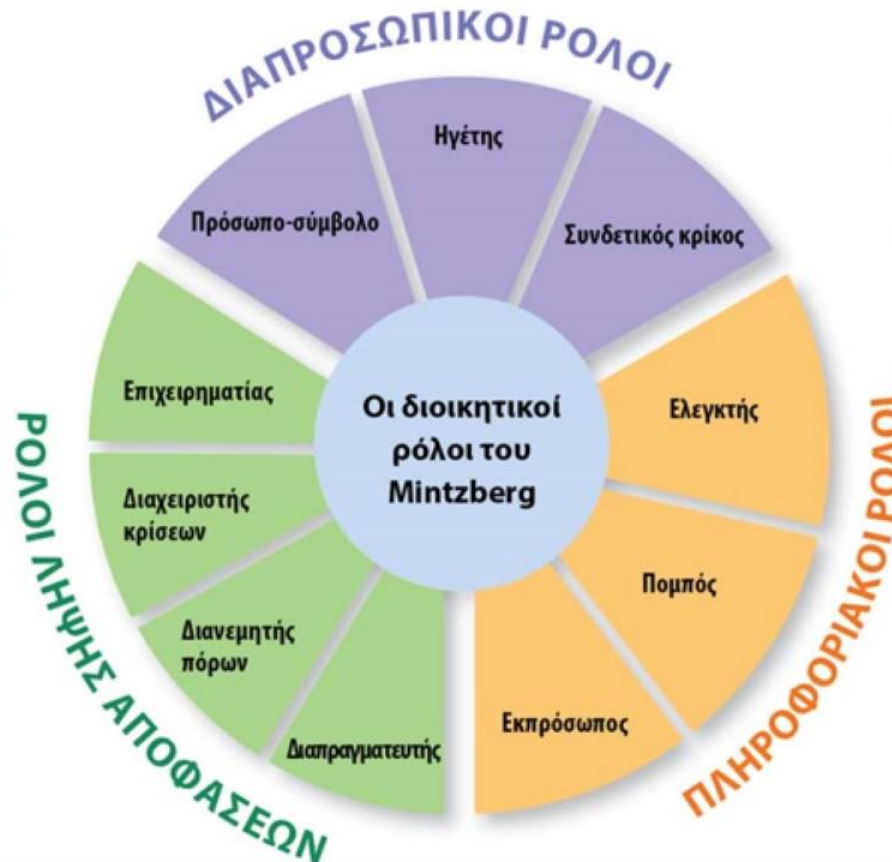 ΔΙΑΠΡΟΣΩΠΙΚΟΙ ΡΟΛΟΙ
Πρόσωπο-σύμβολο
Ηγέτης
Συνδετικός κρίκος
ΠΛΗΡΟΦΟΡΙΑΚΟΙ ΡΟΛΟΙ
Ελεγκτής
Πομπός
Εκπρόσωπος
ΡΟΛΟΙ ΛΗΨΗΣ ΑΠΟΦΑΣΕΩΝ
Επιχειρηματίας
Διαχειριστής
κρίσεων
Διανεμητής
πόρων
Διαπραγματευτής
Οι διοικητικοί
ρόλοι του
Mintzberg